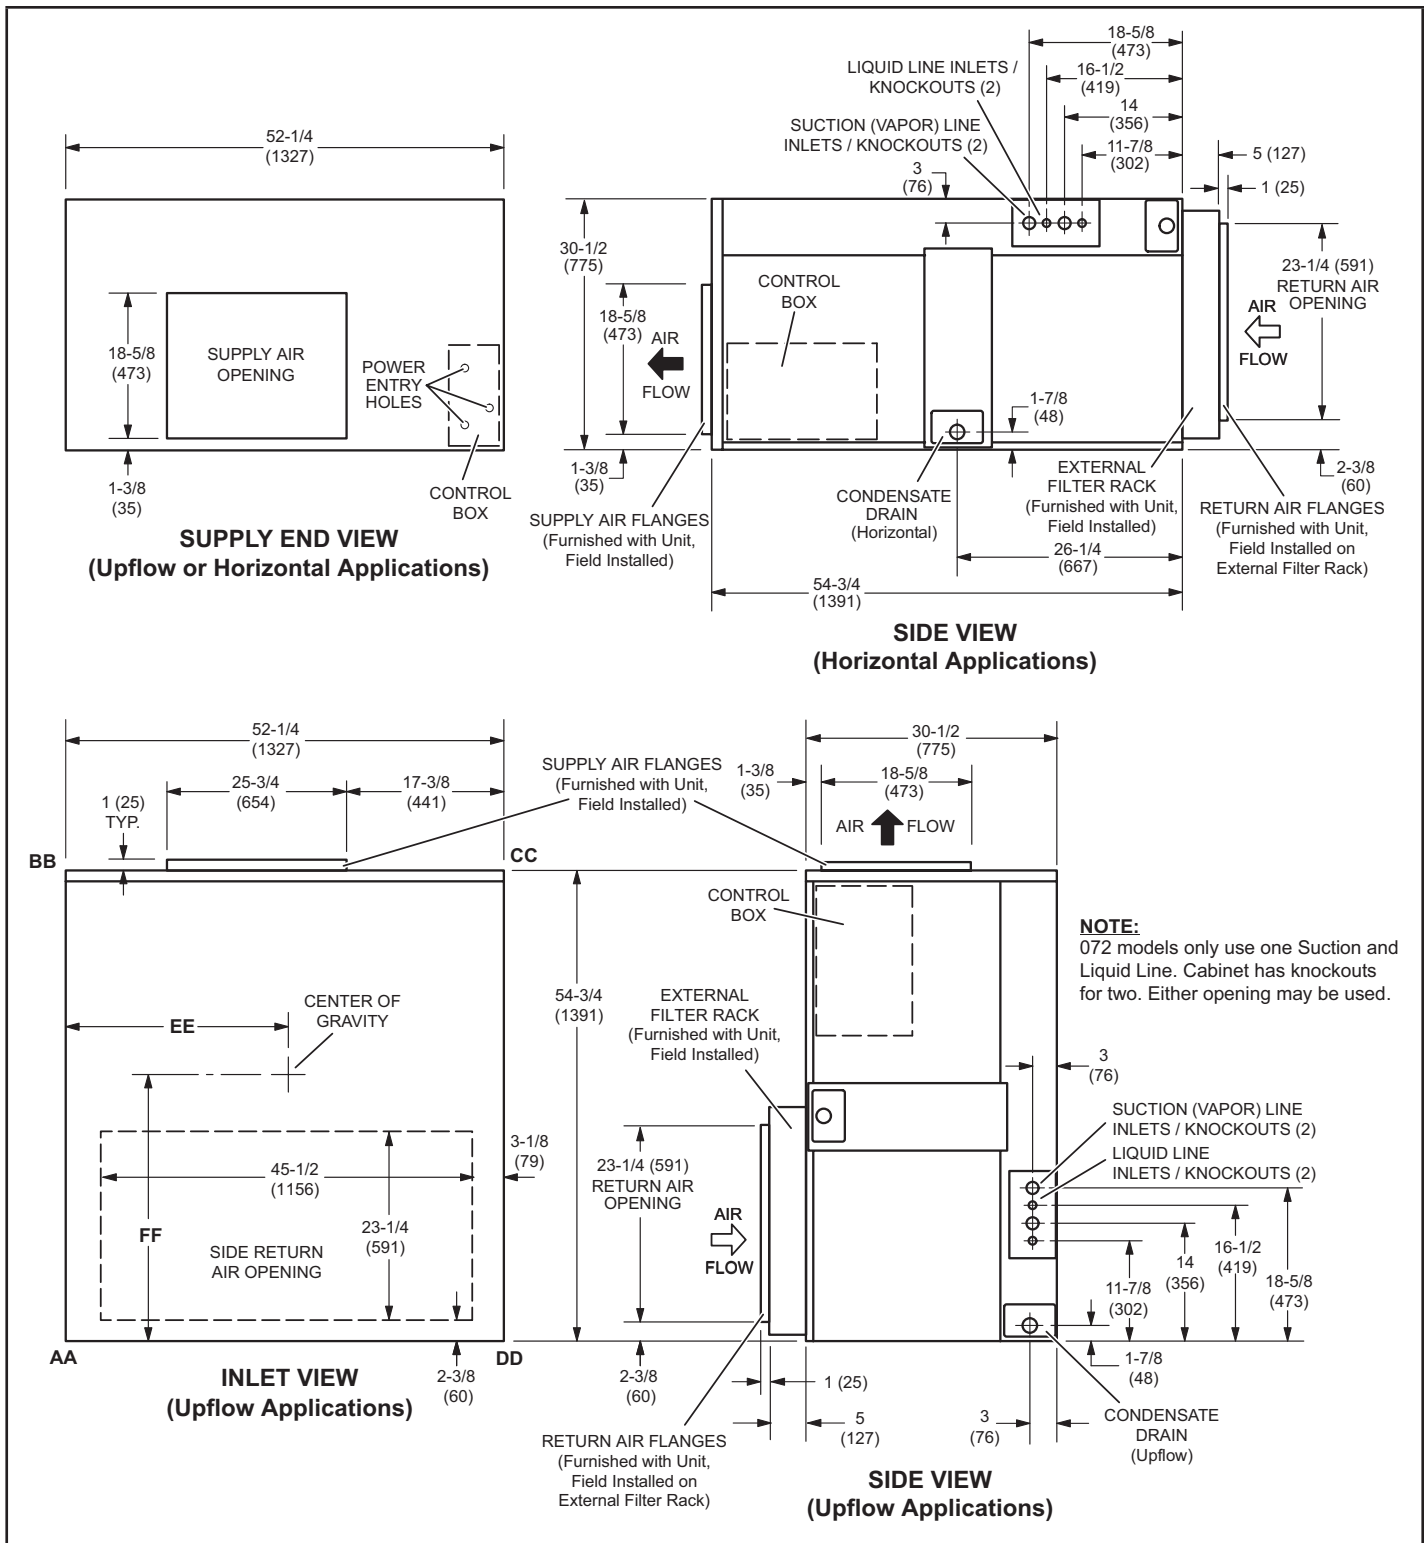 52-1/4
(1327)
18-5/8
(473)
SUPPLY AIR
OPENING
POWER
ENTRY
HOLES
1-3/8
(35)
CONTROL
BOX
SUPPLY END VIEW
(Upflow or Horizontal Applications)
18-5/8
(473)
LIQUID LINE INLETS /
KNOCKOUTS (2)
16-1/2
(419)
14
(356)
SUCTION (VAPOR) LINE
INLETS / KNOCKOUTS (2)
11-7/8
(302)
5 (127)
3
(76)
1 (25)
30-1/2
(775)
23-1/4 (591)
RETURN AIR
OPENING
CONTROL
BOX
18-5/8
(473)
AIR
FLOW
AIR
FLOW
1-7/8
(48)
1-3/8
(35)
2-3/8
(60)
SUPPLY AIR FLANGES
(Furnished with Unit,
Field Installed)
CONDENSATE
DRAIN
(Horizontal)
EXTERNAL
FILTER RACK
(Furnished with Unit,
Field Installed)
RETURN AIR FLANGES
(Furnished with Unit,
Field Installed on
External Filter Rack)
26-1/4
(667)
54-3/4
(1391)
SIDE VIEW
(Horizontal Applications)
52-1/4
(1327)
25-3/4
(654)
17-3/8
(441)
1 (25)
TYP.
SUPPLY AIR FLANGES
(Furnished with Unit,
Field Installed)
BB
CC
CENTER OF
GRAVITY
EE
54-3/4
(1391)
3-1/8
(79)
45-1/2
(1156)
23-1/4
(591)
FF
SIDE RETURN
AIR OPENING
AA
DD
2-3/8
(60)
INLET VIEW
(Upflow Applications)
30-1/2
(775)
1-3/8
(35)
18-5/8
(473)
AIR FLOW
CONTROL
BOX
NOTE:
072 models only use one Suction and
Liquid Line. Cabinet has knockouts
for two. Either opening may be used.
EXTERNAL
FILTER RACK
(Furnished with Unit,
Field Installed)
3
(76)
SUCTION (VAPOR) LINE
INLETS / KNOCKOUTS (2)
LIQUID LINE
INLETS / KNOCKOUTS (2)
23-1/4 (591)
RETURN AIR
OPENING
AIR
FLOW
16-1/2
(419)
14
(356)
18-5/8
(473)
11-7/8
(302)
1-7/8
(48)
2-3/8
(60)
1 (25)
5
(127)
3
(76)
CONDENSATE
DRAIN
(Upflow)
RETURN AIR FLANGES
(Furnished with Unit,
Field Installed on
External Filter Rack)
SIDE VIEW
(Upflow Applications)